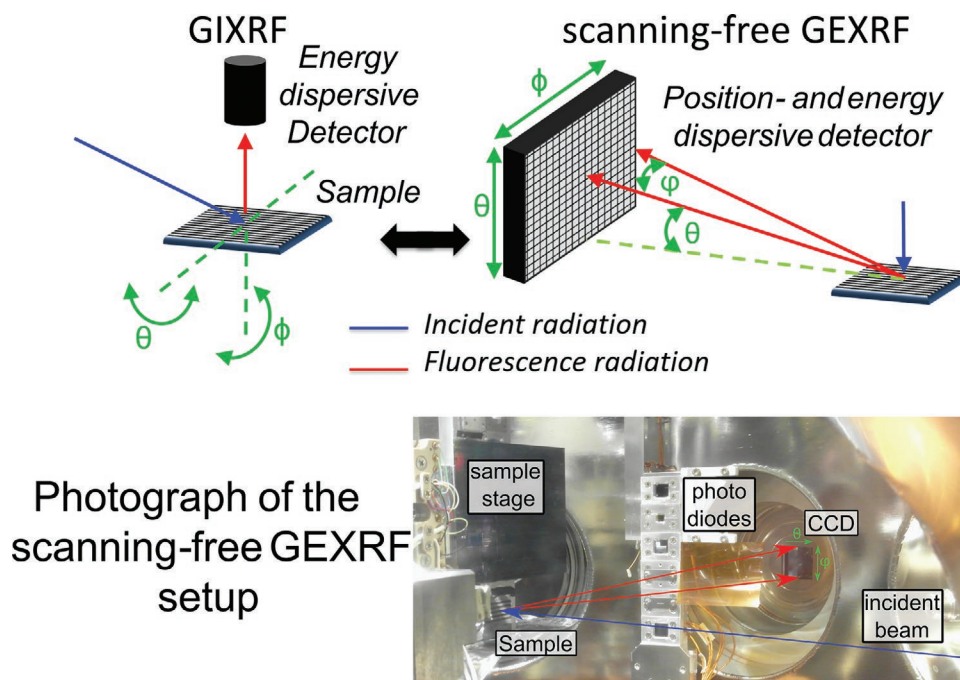 GIXRF
scanning-free GEXRF
Energy
dispersive
Detector
Position- and energy
dispersive detector
Sample
ϕ
θ
φ
θ
θ
ϕ
Incident radiation
Fluorescence radiation
Photograph of the
scanning-free GEXRF
setup
sample
stage
photo
diodes
CCD
θ
φ
incident
beam
Sample